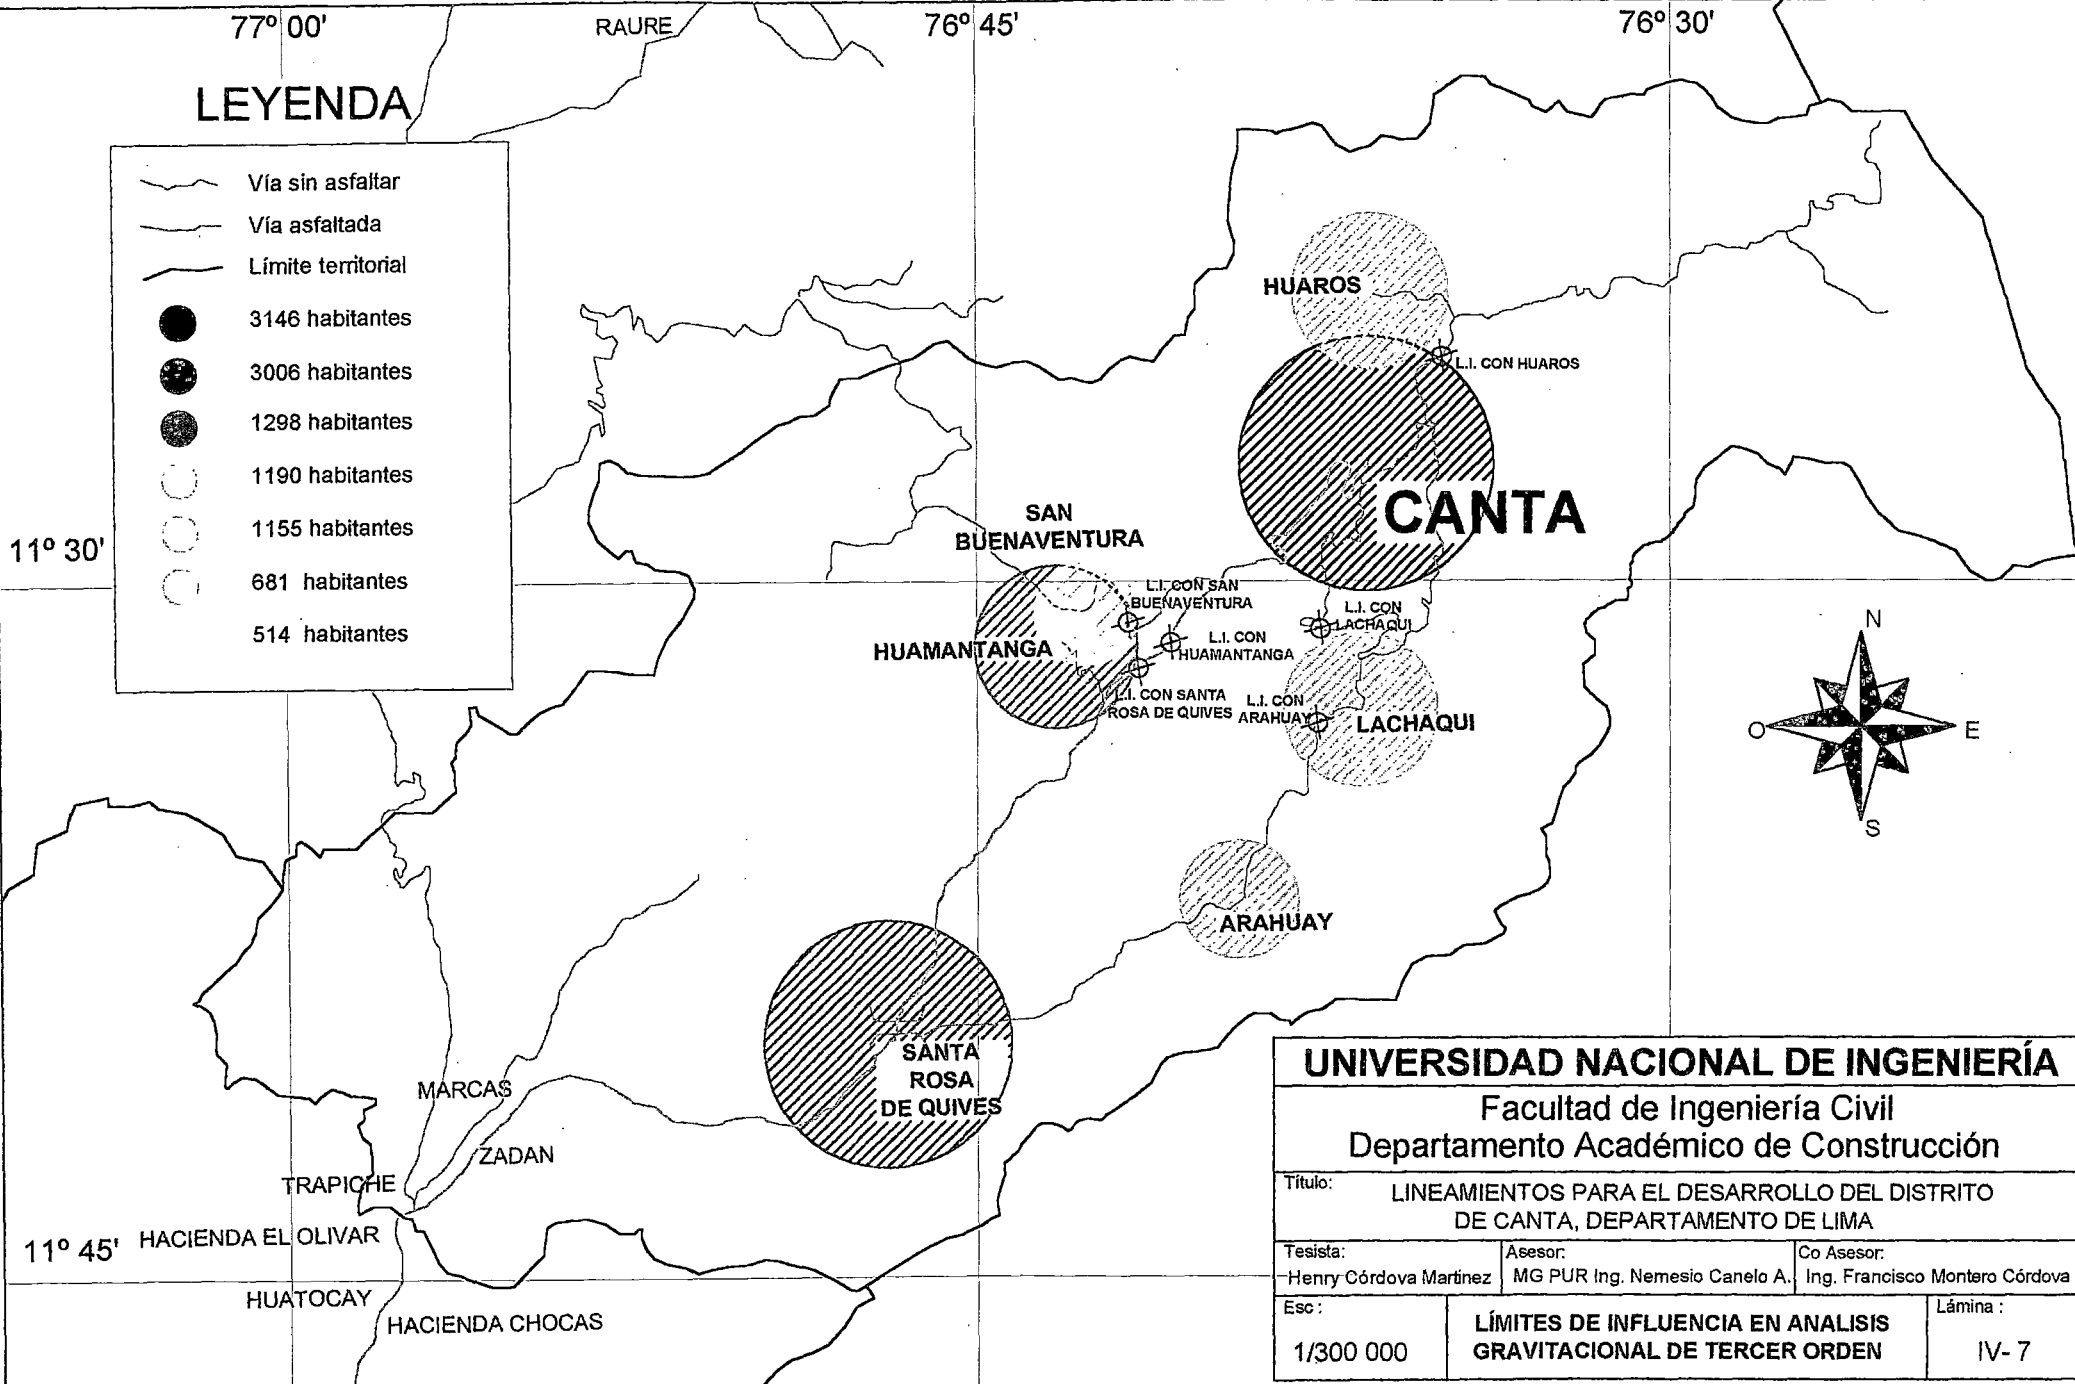 77º 00'
RAURE
76º 45'
76º 30'
LEYENDA
Vía sin asfaltar
Vía asfaltada
Límite territorial
3146 habitantes
3006 habitantes
1298 habitantes
1190 habitantes
1155 habitantes
681 habitantes
514 habitantes
HUAROS
L.I. CON HUAROS
CANTA
SAN
BUENAVENTURA
11º 30'
L.I. CON SAN
BUENAVENTURA
L.I. CON
LACHAQUI
HUAMANTANGA
L.I. CON
HUAMANTANGA
L.I. CON SANTA
ROSA DE QUIVES
L.I. CON
ARAHUAY
LACHAQUI
N
O
E
S
ARAHUAY
SANTA
ROSA
DE QUIVES
MARCAS
ZADAN
TRAPICHE
HACIENDA EL OLIVAR
11º 45'
HUATOCAY
HACIENDA CHOCAS
UNIVERSIDAD NACIONAL DE INGENIERÍA
Facultad de Ingeniería Civil
Departamento Académico de Construcción
Título:
LINEAMIENTOS PARA EL DESARROLLO DEL DISTRITO
DE CANTA, DEPARTAMENTO DE LIMA
Tesista:
Henry Córdova Martinez
Asesor:
MG PUR Ing. Nemesio Canelo A.
Co Asesor:
Ing. Francisco Montero Córdova
Esc :
1/300 000
LÍMITES DE INFLUENCIA EN ANALISIS
GRAVITACIONAL DE TERCER ORDEN
Lámina :
IV- 7